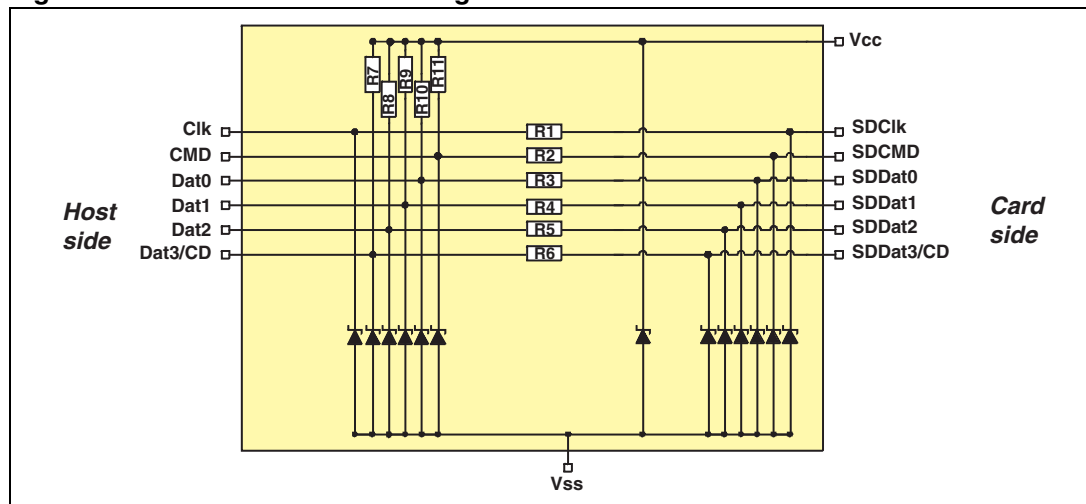 Vcc
R7
R8
R9
R10
R11
Clk R1 SDClk
CMD R2 SDCMD
Dat0 R3 SDDat0
Dat1 R4 SDDat1
Dat2 R5 SDDat2
Dat3/CD R6 SDDat3/CD
Host
side
Card
side
Vss